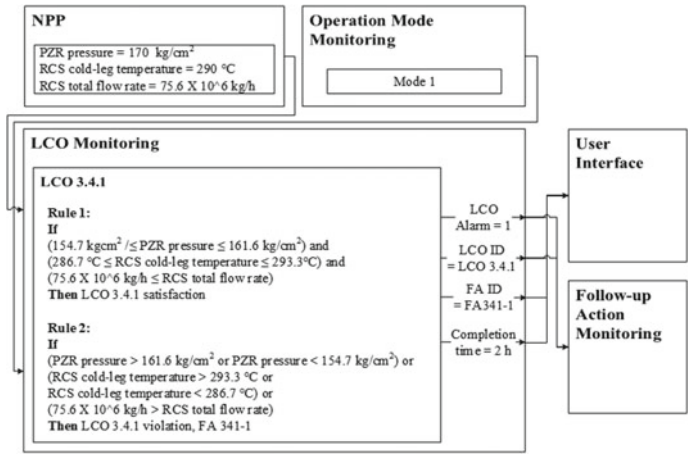 NPP
PZR pressure = 170 kg/cm²
RCS cold-leg temperature = 290 °C
RCS total flow rate = 75.6 X 10^6 kg/h
Operation Mode
Monitoring
Mode 1
LCO Monitoring
LCO 3.4.1
Rule 1:
If
(154.7 kgcm² /≤ PZR pressure ≤ 161.6 kg/cm²) and
(286.7 °C ≤ RCS cold-leg temperature ≤ 293.3°C) and
(75.6 X 10^6 kg/h ≤ RCS total flow rate)
Then LCO 3.4.1 satisfaction
Rule 2:
If
(PZR pressure > 161.6 kg/cm² or PZR pressure < 154.7 kg/cm²) or
(RCS cold-leg temperature > 293.3 °C or
RCS cold-leg temperature < 286.7 °C) or
(75.6 X 10^6 kg/h > RCS total flow rate)
Then LCO 3.4.1 violation, FA 341-1
LCO
Alarm = 1
LCO ID
= LCO 3.4.1
FA ID
= FA341-1
Completion
time = 2 h
User
Interface
Follow-up
Action
Monitoring